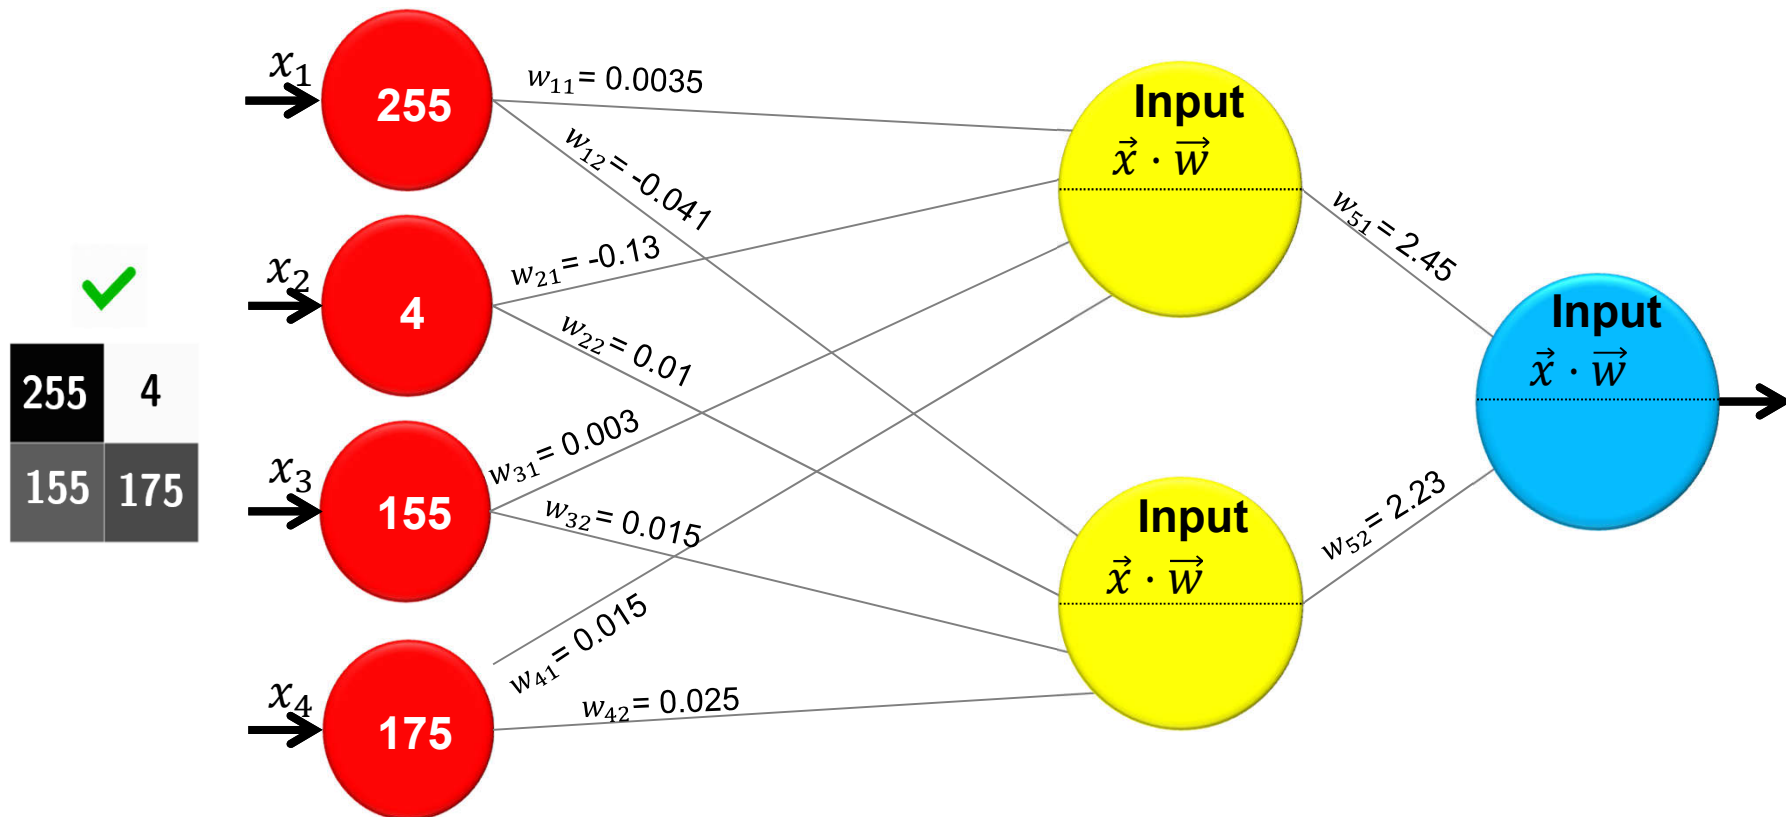 255 4
155 175
x₁
255
x₂
4
x₃
155
x₄
175
w₁₁= 0.0035
w₁₂= -0.041
w₂₁= -0.13
w₂₂= 0.01
w₃₁= 0.003
w₃₂= 0.015
w₄₁= 0.015
w₄₂= 0.025
Input
x⃗ · w⃗
Input
x⃗ · w⃗
w₅₁= 2.45
w₅₂= 2.23
Input
x⃗ · w⃗